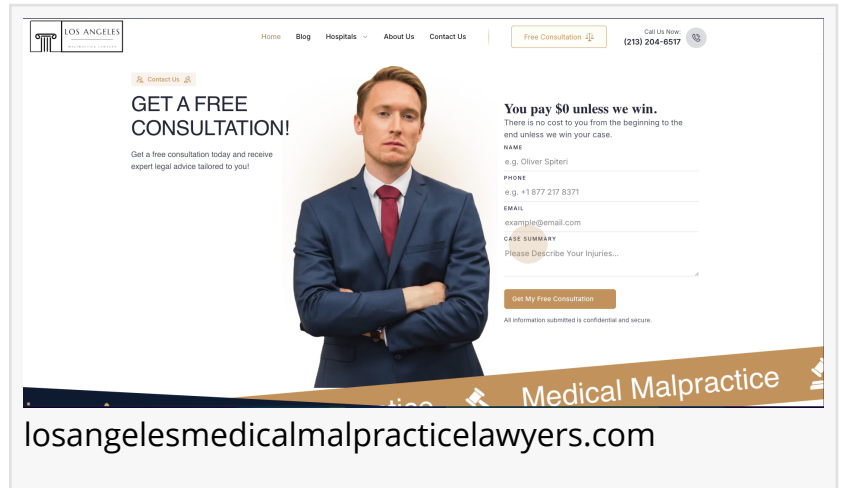 LOS ANGELES
Home Blog Hospitals About Us Contact Us
Free Consultation
Call Us Now:
(213) 204-6517
Contact Us
GET A FREE
CONSULTATION!
Get a free consultation today and receive
expert legal advice tailored to you!
You pay $0 unless we win.
There is no cost to you from the beginning to the
end unless we win your case.
NAME
e.g. Oliver Spiteri
PHONE
e.g. +1 877 217 8371
EMAIL
example@email.com
CASE SUMMARY
Please Describe Your Injuries...
Get My Free Consultation
All information submitted is confidential and secure.
Medical Malpractice
losangelesmedicalmalpracticelawyers.com